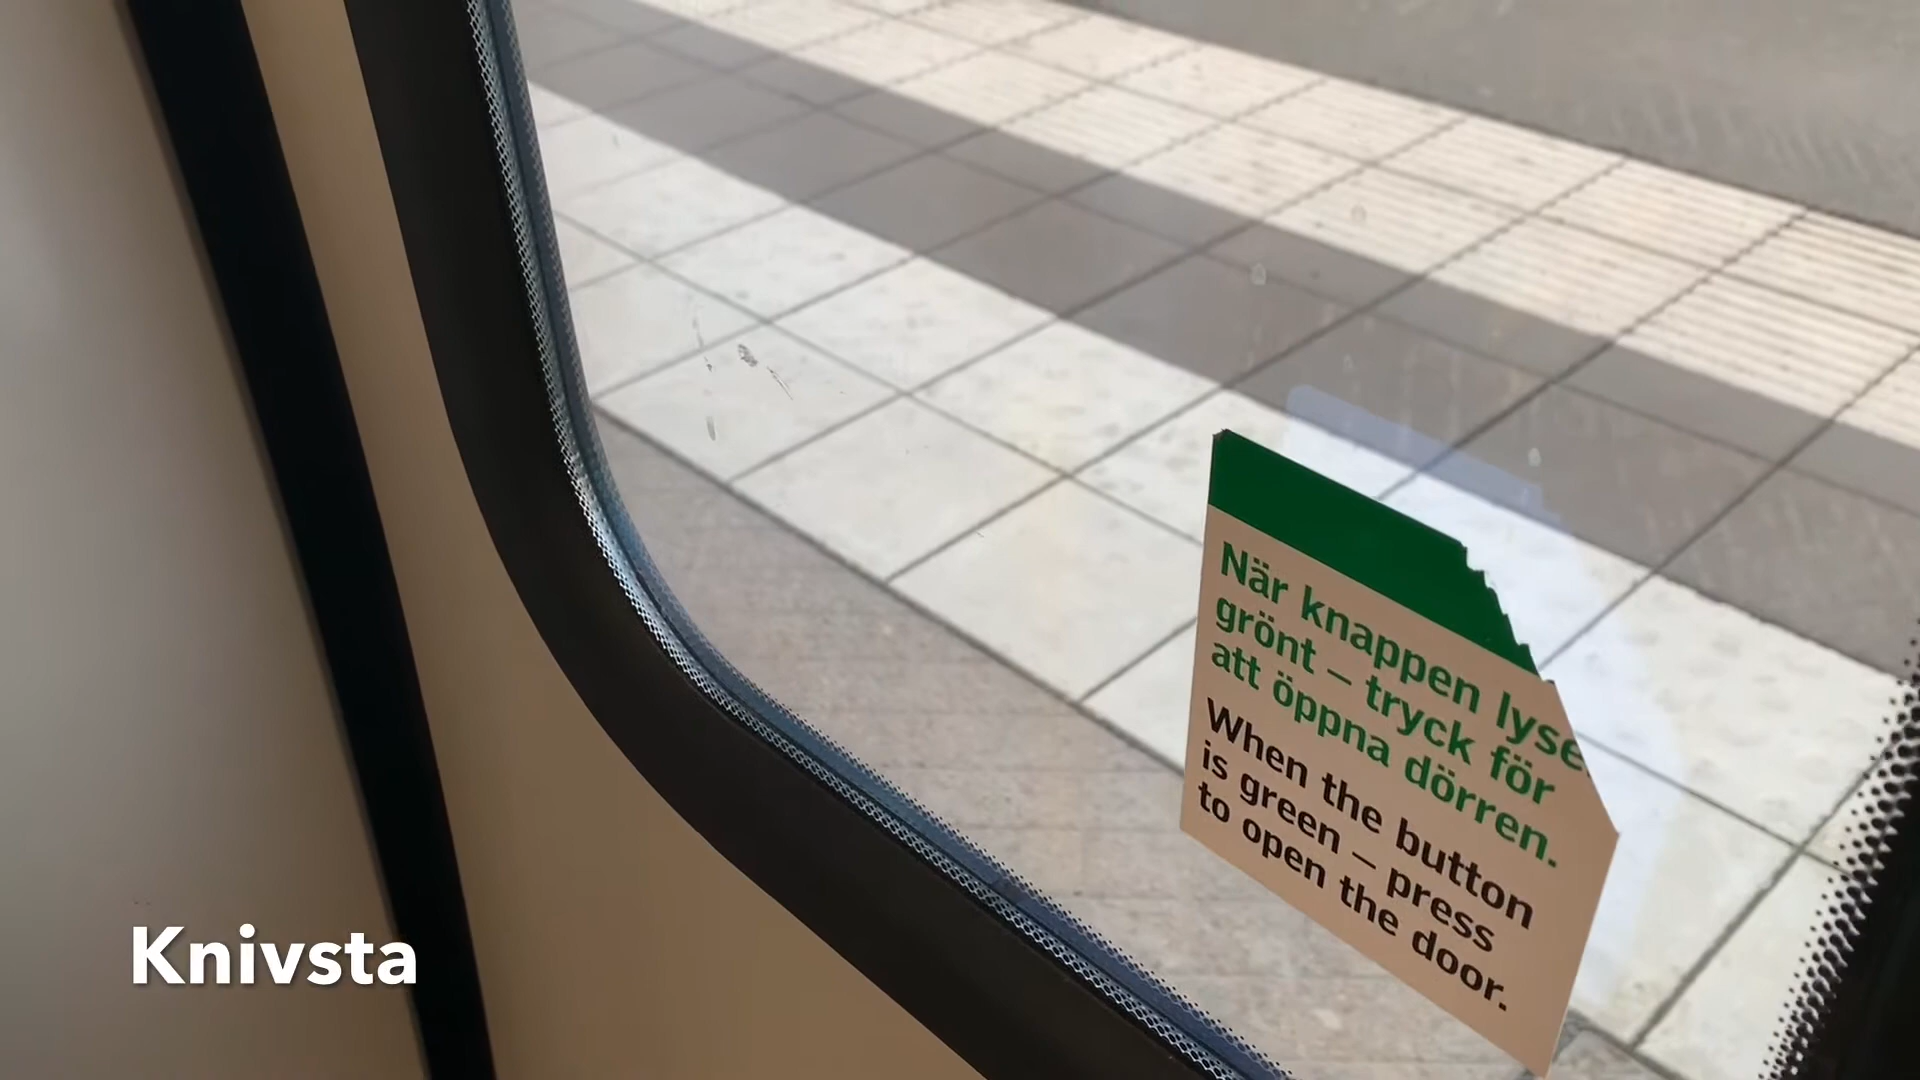 När knappen lyse
grönt – tryck för
att öppna dörren.
When the button
is green – press
to open the door.
Knivsta